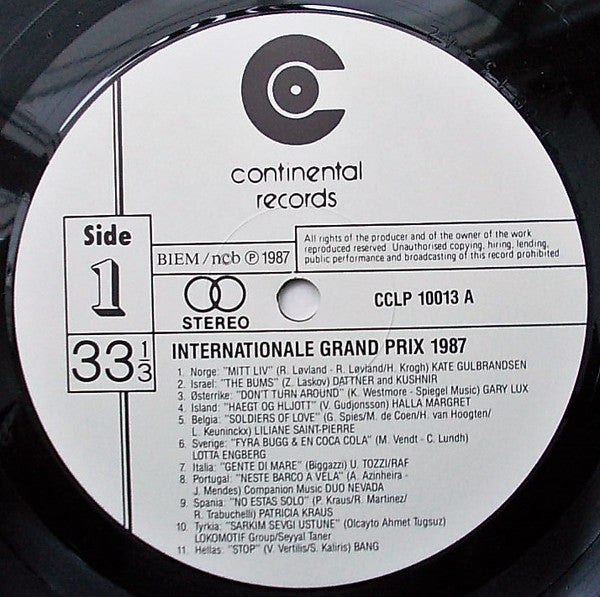 continental
records
Side
1
33 1/3
BIEM/ncb Ⓟ 1987
All rights of the producer and of the owner of the work
reproduced reserved. Unauthorised copying, hiring, lending,
public performance and broadcasting of this record prohibited.
STEREO
CCLP 10013 A
INTERNATIONALE GRAND PRIX 1987
1. Norge: "MITT LIV" (R. Løvland - R. Løvland/H. Krogh) KATE GULBRANDSEN
2. Israel: "THE BUMS" (Z. Laskov) DATTNER and KUSHNIR
3. Østerrike: "DON'T TURN AROUND" (K. Westmore - Spiegel Music) GARY LUX
4. Island: "HAEGT OG HLJOTT" (V. Gudjonsson) HALLA MARGRET
5. Belgia: "SOLDIERS OF LOVE" (G. Spies/M. de Coen/H. van Hoogten/
L. Keuninckx) LILIANE SAINT-PIERRE
6. Sverige: "FYRA BUGG & EN COCA COLA" (M. Vendt - C. Lundh)
LOTTA ENGBERG
7. Italia: "GENTE DI MARE" (Biggazzi) U. TOZZI/RAF
8. Portugal: "NESTE BARCO A VELA" (A. Azinheira -
J. Mendes) Companion Music DUO NEVADA
9. Spania: "NO ESTAS SOLO" (P. Kraus/R. Martinez/
R. Trabuchelli) PATRICIA KRAUS
10. Tyrkia: "SARKIM SEVGI USTUNE" (Olcayto Ahmet Tugsuz)
LOKOMOTIF Group/Seyyal Taner
11. Hellas: "STOP" (V. Vertilis/S. Kaliris) BANG